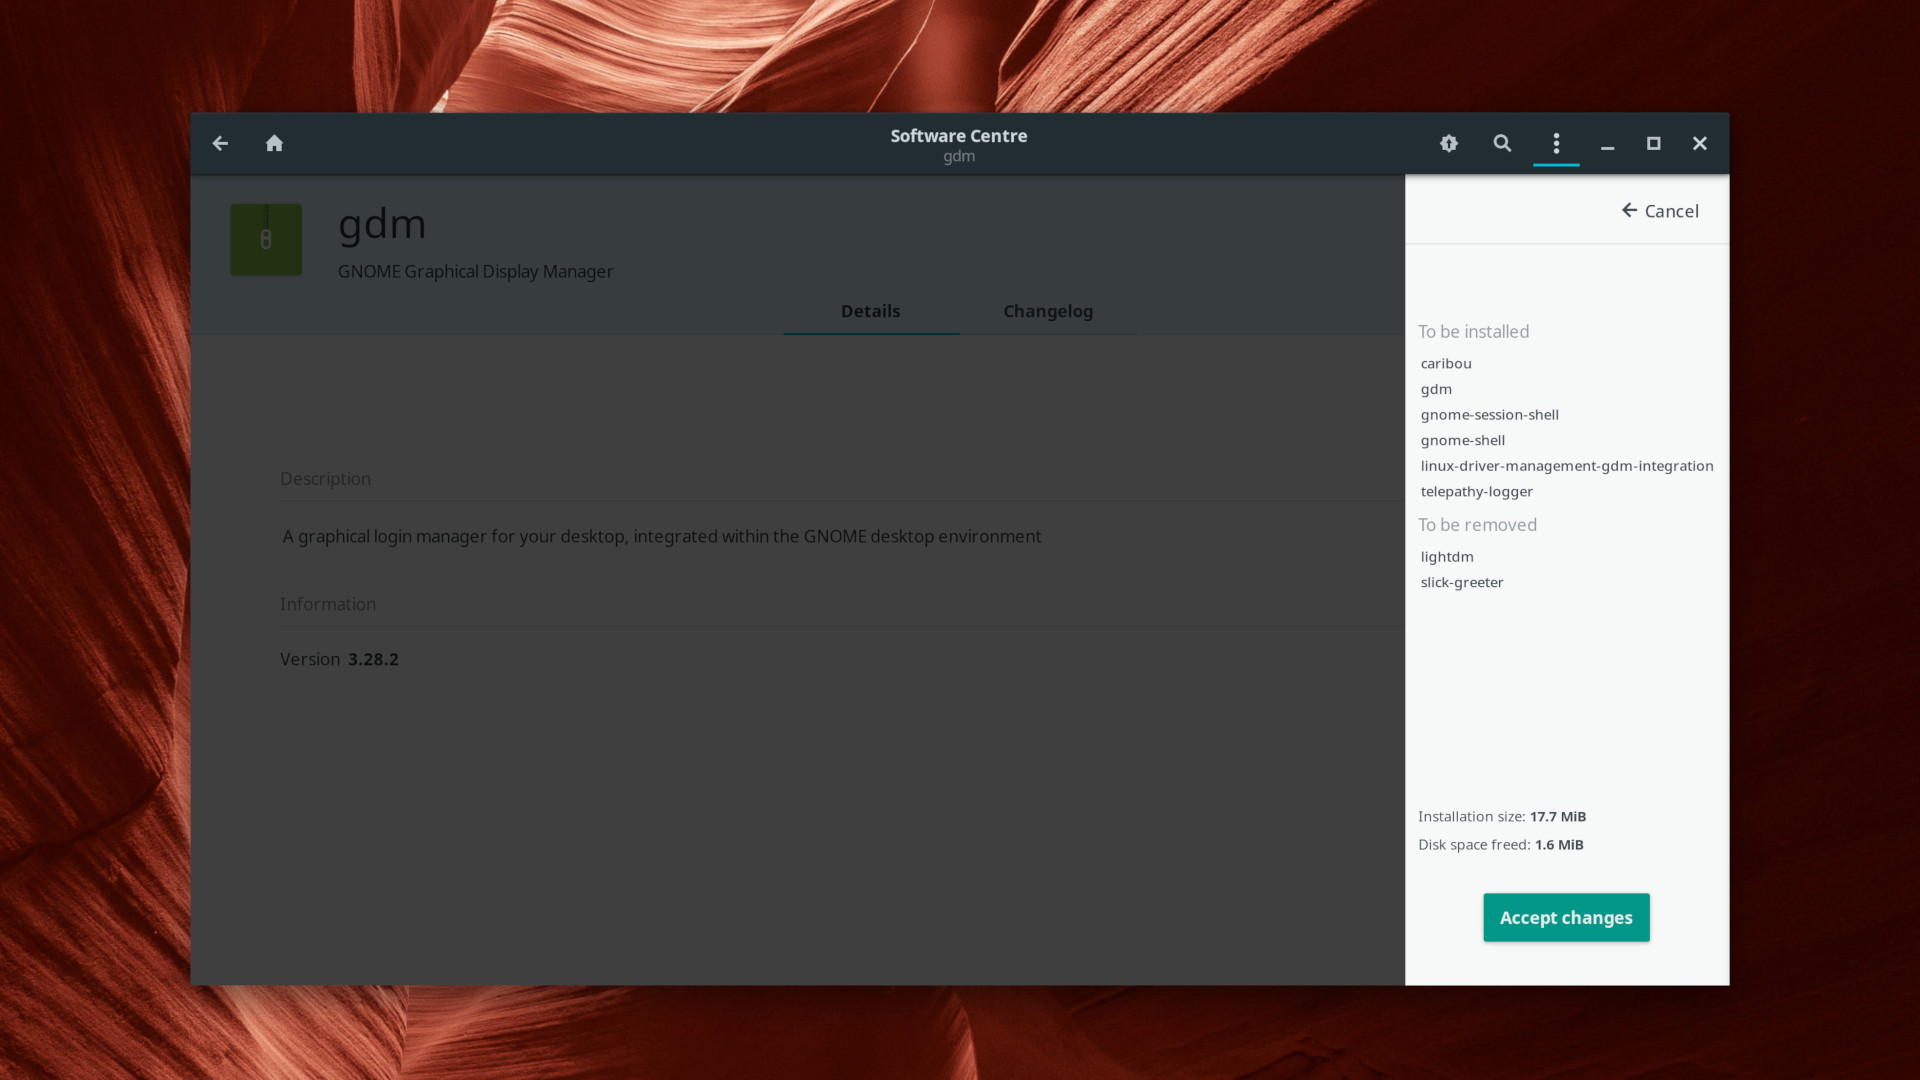 Software Centre
gdm
gdm
GNOME Graphical Display Manager
Details
Changelog
Description
A graphical login manager for your desktop, integrated within the GNOME desktop environment
Information
Version 3.28.2
Cancel
To be installed
caribou
gdm
gnome-session-shell
gnome-shell
linux-driver-management-gdm-integration
telepathy-logger
To be removed
lightdm
slick-greeter
Installation size: 17.7 MiB
Disk space freed: 1.6 MiB
Accept changes